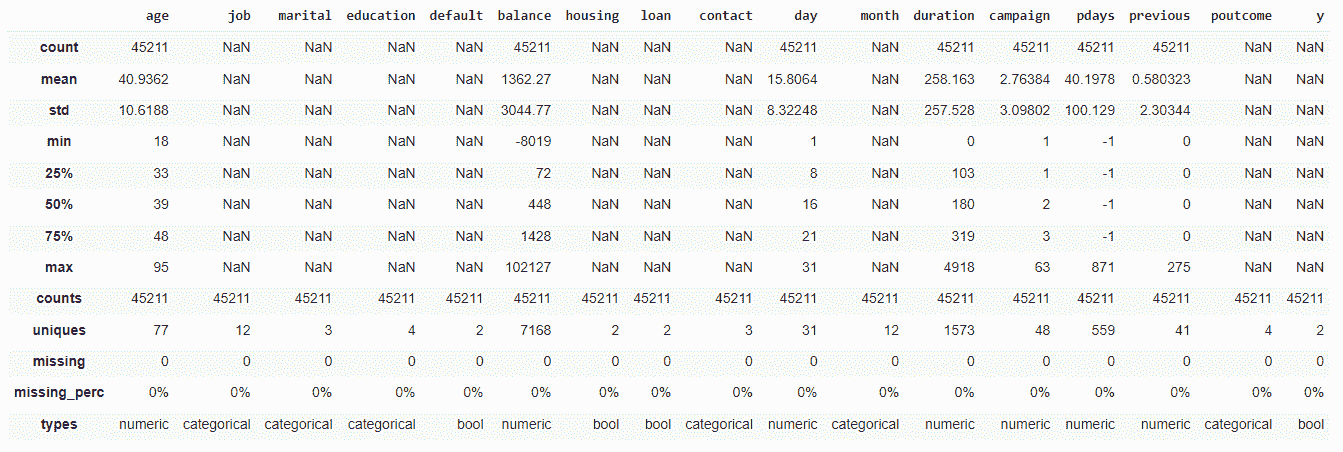 age job marital education default balance housing loan contact day month duration campaign pdays previous poutcome y
count 45211 NaN NaN NaN NaN 45211 NaN NaN NaN 45211 NaN 45211 45211 45211 45211 NaN NaN
mean 40.9362 NaN NaN NaN NaN 1362.27 NaN NaN NaN 15.8064 NaN 258.163 2.76384 40.1978 0.580323 NaN NaN
std 10.6188 NaN NaN NaN NaN 3044.77 NaN NaN NaN 8.32248 NaN 257.528 3.09802 100.129 2.30344 NaN NaN
min 18 NaN NaN NaN NaN -8019 NaN NaN NaN 1 NaN 0 1 -1 0 NaN NaN
25% 33 NaN NaN NaN NaN 72 NaN NaN NaN 8 NaN 103 1 -1 0 NaN NaN
50% 39 NaN NaN NaN NaN 448 NaN NaN NaN 16 NaN 180 2 -1 0 NaN NaN
75% 48 NaN NaN NaN NaN 1428 NaN NaN NaN 21 NaN 319 3 -1 0 NaN NaN
max 95 NaN NaN NaN NaN 102127 NaN NaN NaN 31 NaN 4918 63 871 275 NaN NaN
counts 45211 45211 45211 45211 45211 45211 45211 45211 45211 45211 45211 45211 45211 45211 45211 45211 45211
uniques 77 12 3 4 2 7168 2 2 3 31 12 1573 48 559 41 4 2
missing 0 0 0 0 0 0 0 0 0 0 0 0 0 0 0 0 0
missing_perc 0% 0% 0% 0% 0% 0% 0% 0% 0% 0% 0% 0% 0% 0% 0% 0% 0%
types numeric categorical categorical categorical bool numeric bool bool categorical numeric categorical numeric numeric numeric numeric categorical bool